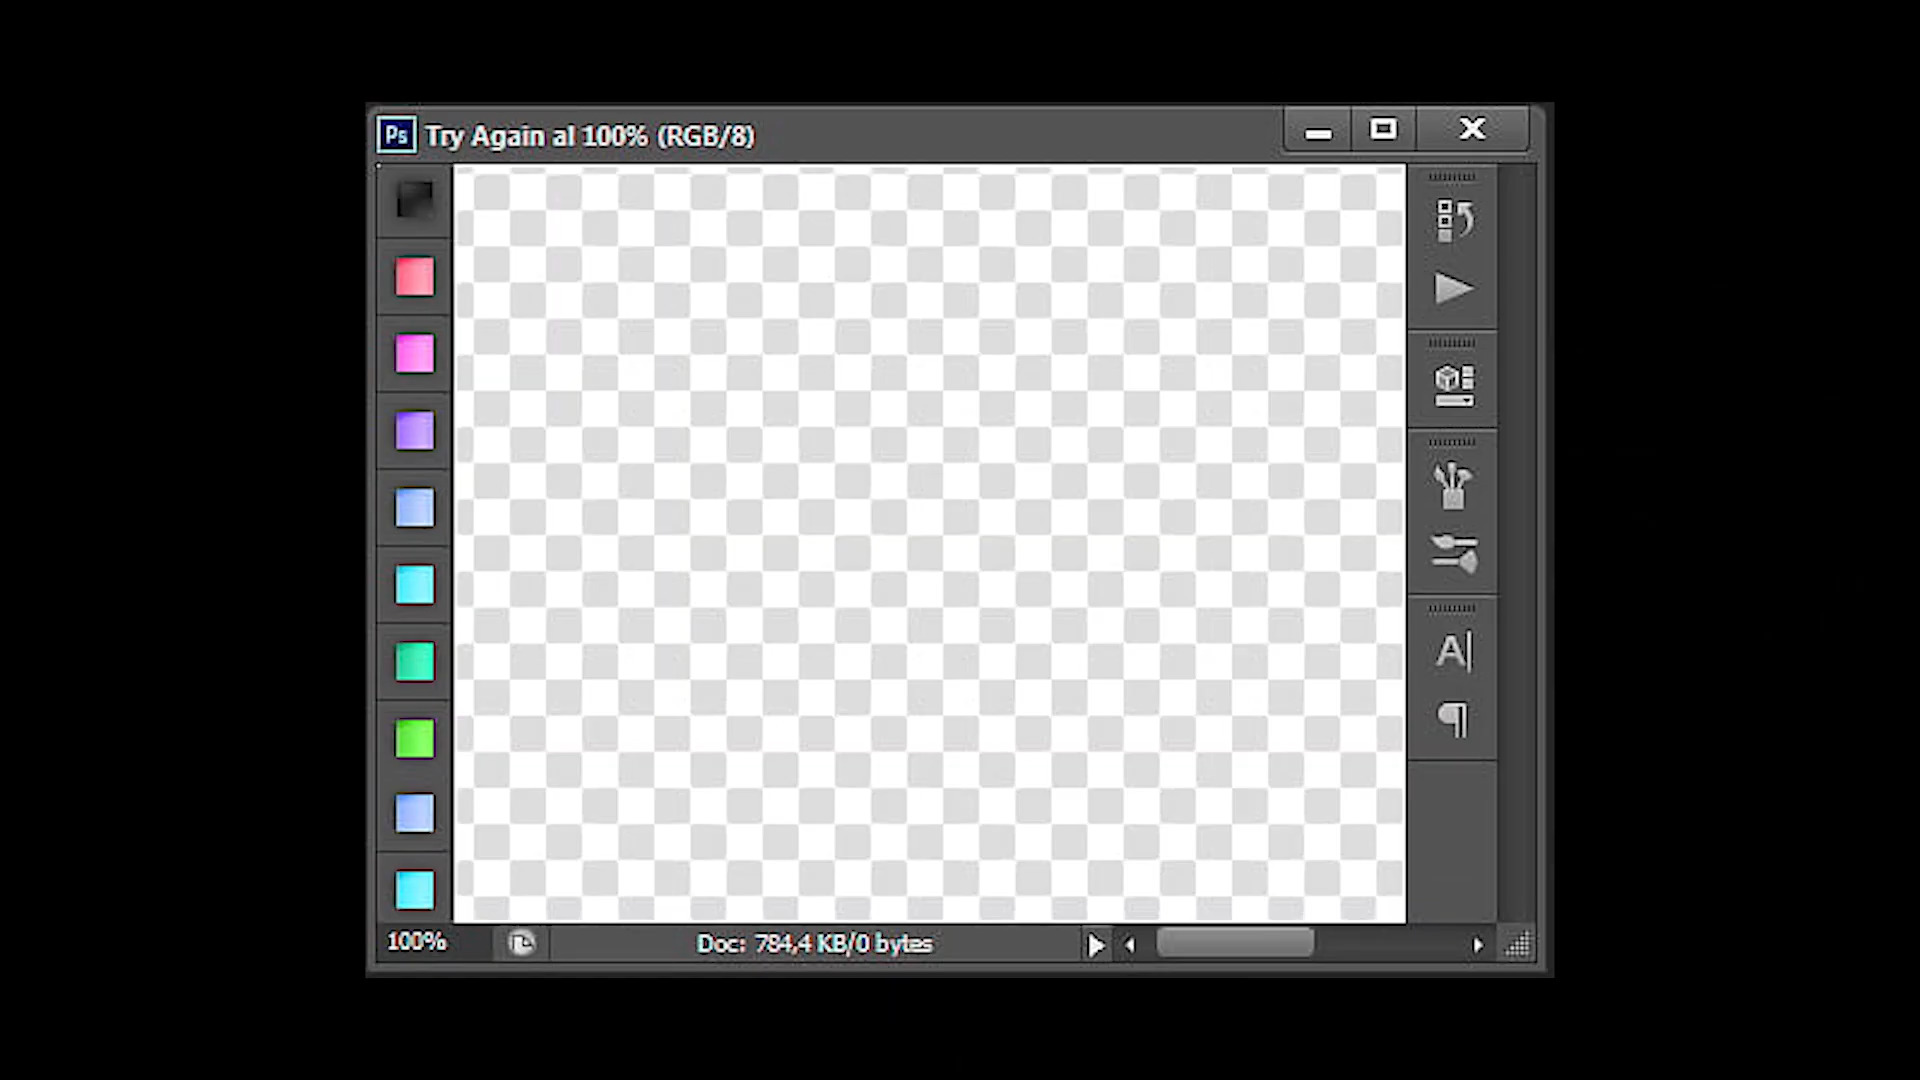 Ps Try Again al 100% (RGB/8)
A
¶
100%
Doc: 784,4 KB/0 bytes